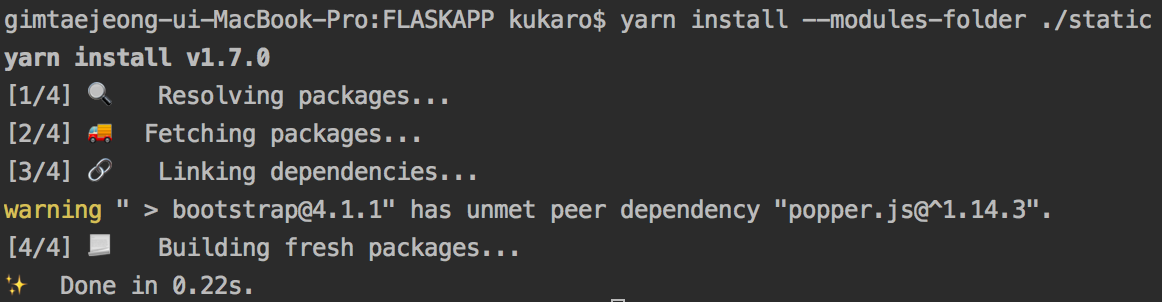 gimtaejeong-ui-MacBook-Pro:FLASKAPP kukaro$ yarn install --modules-folder ./static
yarn install v1.7.0
[1/4] 🔍 Resolving packages...
[2/4] 🚚 Fetching packages...
[3/4] 🔗 Linking dependencies...
warning " > bootstrap@4.1.1" has unmet peer dependency "popper.js@^1.14.3".
[4/4] 📃 Building fresh packages...
✨ Done in 0.22s.